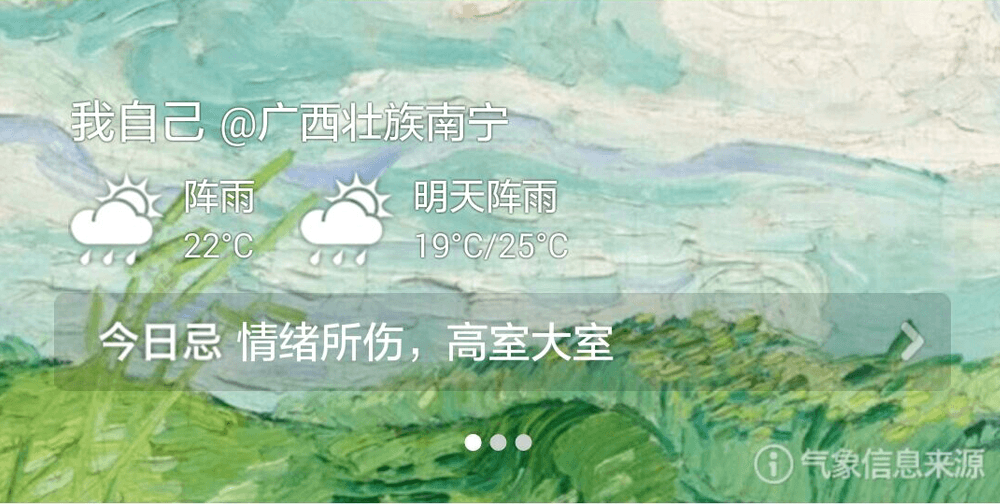 我自己 @广西壮族南宁
阵雨
22°C
明天阵雨
19°C/25°C
今日忌 情绪所伤，高室大室
气象信息来源